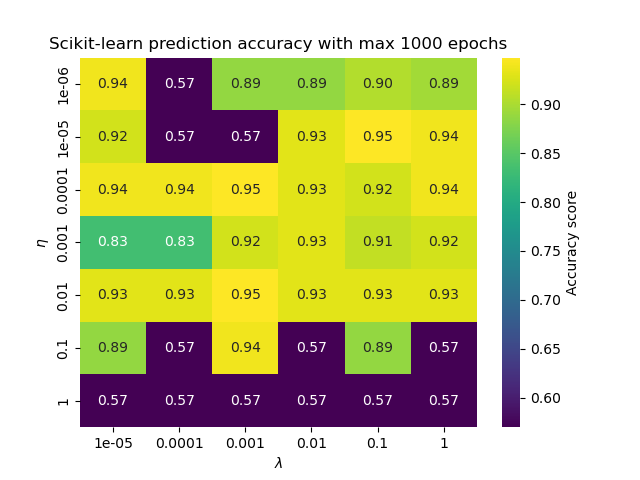 Scikit-learn prediction accuracy with max 1000 epochs
η
1e-06 0.94 0.57 0.89 0.89 0.90 0.89
1e-05 0.92 0.57 0.57 0.93 0.95 0.94
0.0001 0.94 0.94 0.95 0.93 0.92 0.94
0.001 0.83 0.83 0.92 0.93 0.91 0.92
0.01 0.93 0.93 0.95 0.93 0.93 0.93
0.1 0.89 0.57 0.94 0.57 0.89 0.57
1 0.57 0.57 0.57 0.57 0.57 0.57
1e-05 0.0001 0.001 0.01 0.1 1
λ
0.90
0.85
0.80
0.75
0.70
0.65
0.60
Accuracy score